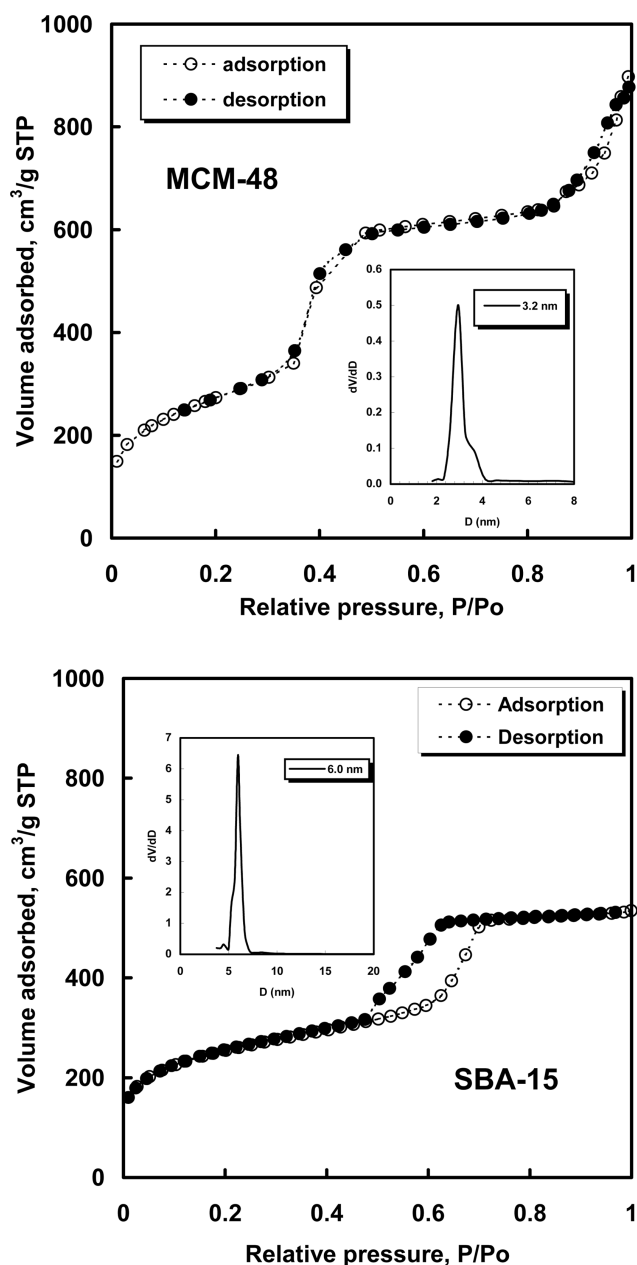 1000
800
600
400
200
0
Volume adsorbed, cm³/g STP
adsorption
desorption
MCM-48
0.6
0.5
0.4
0.3
0.2
0.1
0.0
dV/dD
3.2 nm
0 2 4 6 8
D (nm)
0 0.2 0.4 0.6 0.8 1
Relative pressure, P/Po
1000
800
600
400
200
0
Volume adsorbed, cm³/g STP
Adsorption
Desorption
7
6
5
4
3
2
1
0
dV/dD
6.0 nm
0 5 10 15 20
D (nm)
SBA-15
0 0.2 0.4 0.6 0.8 1
Relative pressure, P/Po